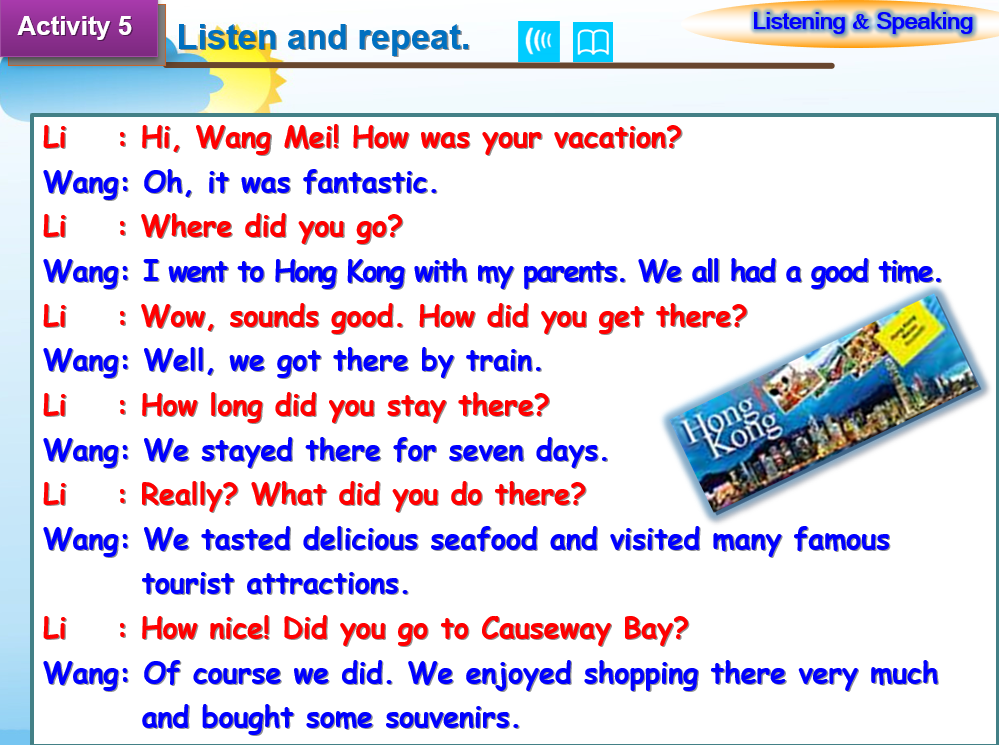 Activity 5
Listen and repeat.
Listening & Speaking
Li : Hi, Wang Mei! How was your vacation?
Wang: Oh, it was fantastic.
Li : Where did you go?
Wang: I went to Hong Kong with my parents. We all had a good time.
Li : Wow, sounds good. How did you get there?
Wang: Well, we got there by train.
Li : How long did you stay there?
Wang: We stayed there for seven days.
Li : Really? What did you do there?
Wang: We tasted delicious seafood and visited many famous
tourist attractions.
Li : How nice! Did you go to Causeway Bay?
Wang: Of course we did. We enjoyed shopping there very much
and bought some souvenirs.
Hong
Kong